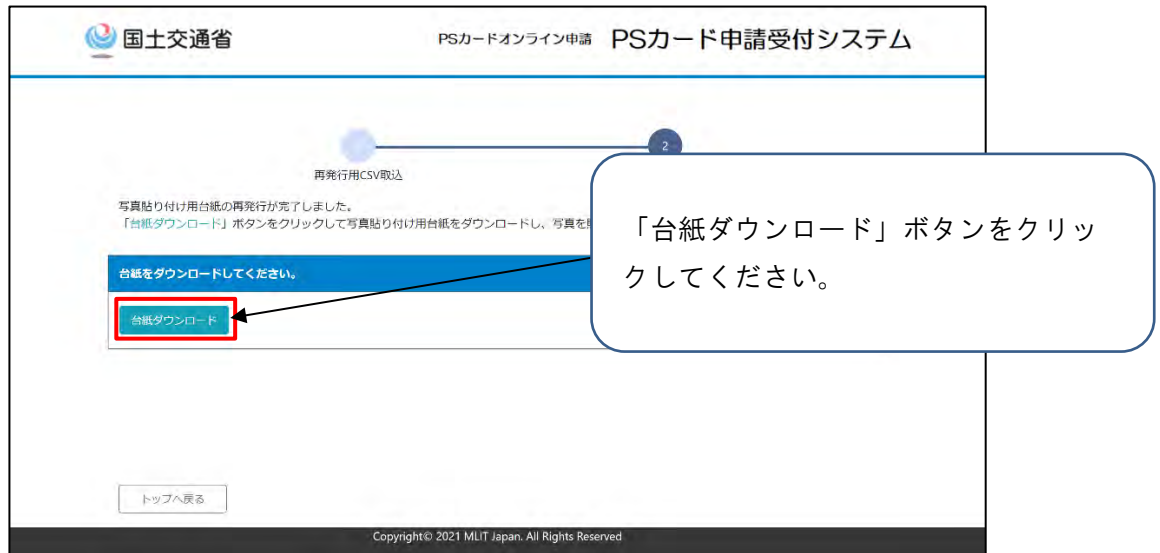 国土交通省
PSカードオンライン申請 PSカード申請受付システム
2
再発行用CSV取込
写真貼り付け用台紙の再発行が完了しました。
「台紙ダウンロード」ボタンをクリックして写真貼り付け用台紙をダウンロードし、写真を
「台紙ダウンロード」ボタンをクリッ
クしてください。
台紙をダウンロードしてください。
台紙ダウンロード
トップへ戻る
Copyright© 2021 MLIT Japan. All Rights Reserved